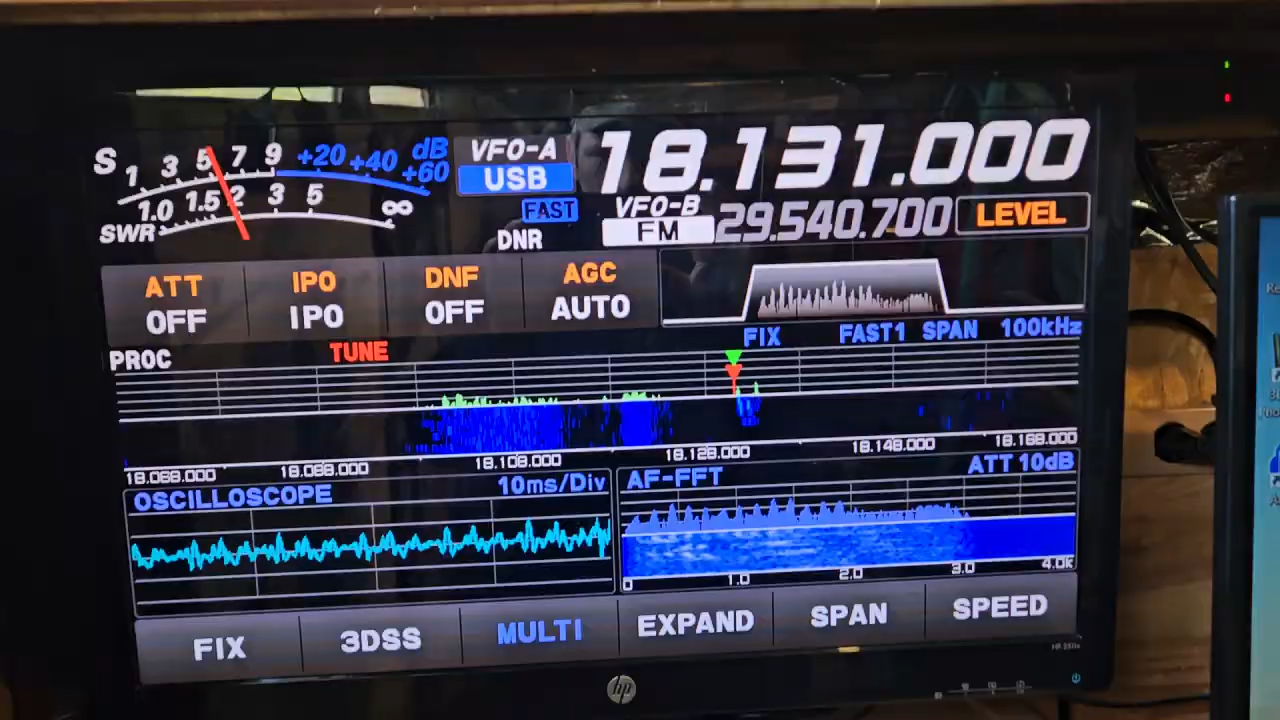 S 1 3 5 7 9 +20 +40 +60 dB
1.0 1.5 2 3 5 ∞
SWR
VFO-A
USB
18.131.000
FAST
DNR
VFO-B
FM
29.540.700
LEVEL
ATT IPO DNF AGC
OFF IPO OFF AUTO
FIX FAST1 SPAN 100kHz
PROC TUNE
18.068.000 18.088.000 18.108.000 18.128.000 18.148.000 18.168.000
OSCILLOSCOPE 10ms/Div
AF-FFT ATT 10dB
0 1.0 2.0 3.0 4.0k
FIX 3DSS MULTI EXPAND SPAN SPEED
hp